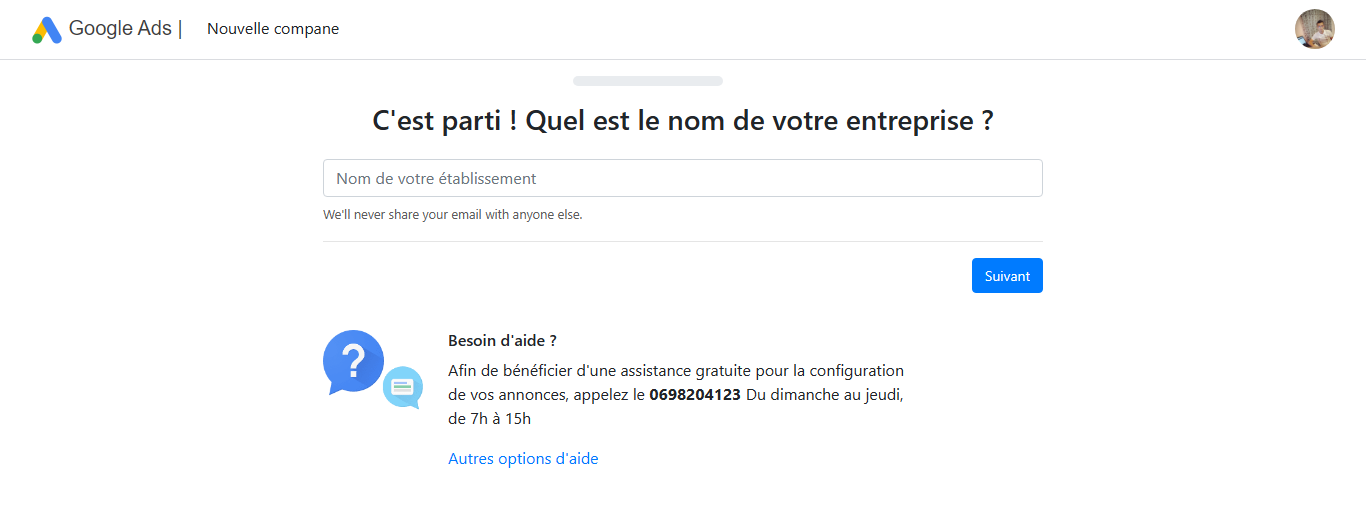 Google Ads | Nouvelle compane
C'est parti ! Quel est le nom de votre entreprise ?
Nom de votre établissement
We'll never share your email with anyone else.
Suivant
?
Besoin d'aide ?
Afin de bénéficier d'une assistance gratuite pour la configuration
de vos annonces, appelez le 0698204123 Du dimanche au jeudi,
de 7h à 15h
Autres options d'aide